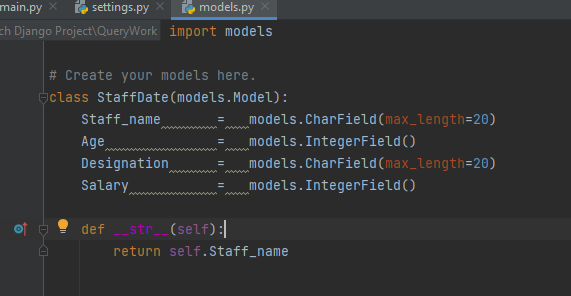 main.py settings.py models.py
ch Django Project\QueryWork import models
# Create your models here.
class StaffDate(models.Model):
Staff_name = models.CharField(max_length=20)
Age = models.IntegerField()
Designation = models.CharField(max_length=20)
Salary = models.IntegerField()
def __str__(self):
return self.Staff_name